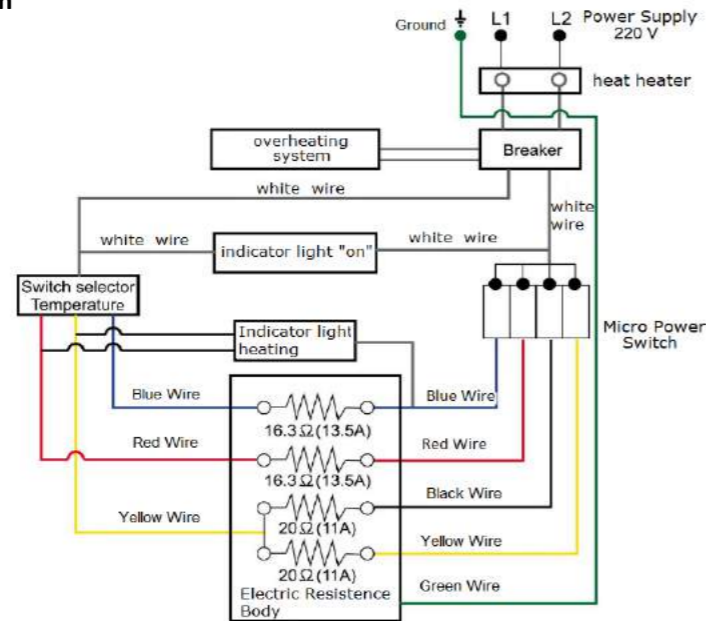 Ground
L1
L2
Power Supply
220 V
heat heater
overheating
system
Breaker
white wire
white
wire
white wire
indicator light "on"
white wire
Switch selector
Temperature
Indicator light
heating
Micro Power
Switch
Blue Wire
Blue Wire
16.3Ω(13.5A)
Red Wire
Red Wire
16.3Ω(13.5A)
Black Wire
Yellow Wire
20Ω(11A)
Yellow Wire
20Ω(11A)
Green Wire
Electric Resistence
Body